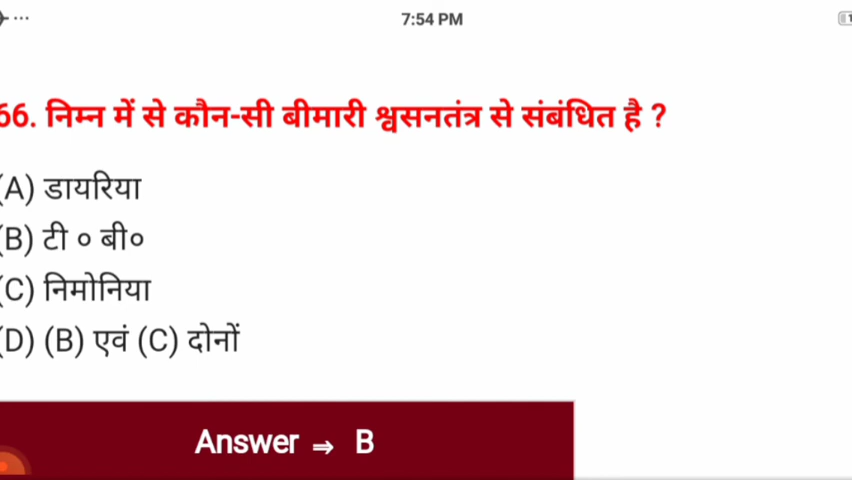 7:54 PM
66. निम्न में से कौन-सी बीमारी श्वसनतंत्र से संबंधित है ?
(A) डायरिया
(B) टी ० बी०
(C) निमोनिया
(D) (B) एवं (C) दोनों
Answer ⇒ B